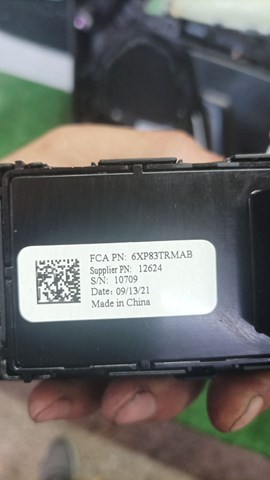 FCA PN: 6XP83TRMAB
Supplier PN: 12624
S/N: 10709
Date: 09/13/21
Made in China